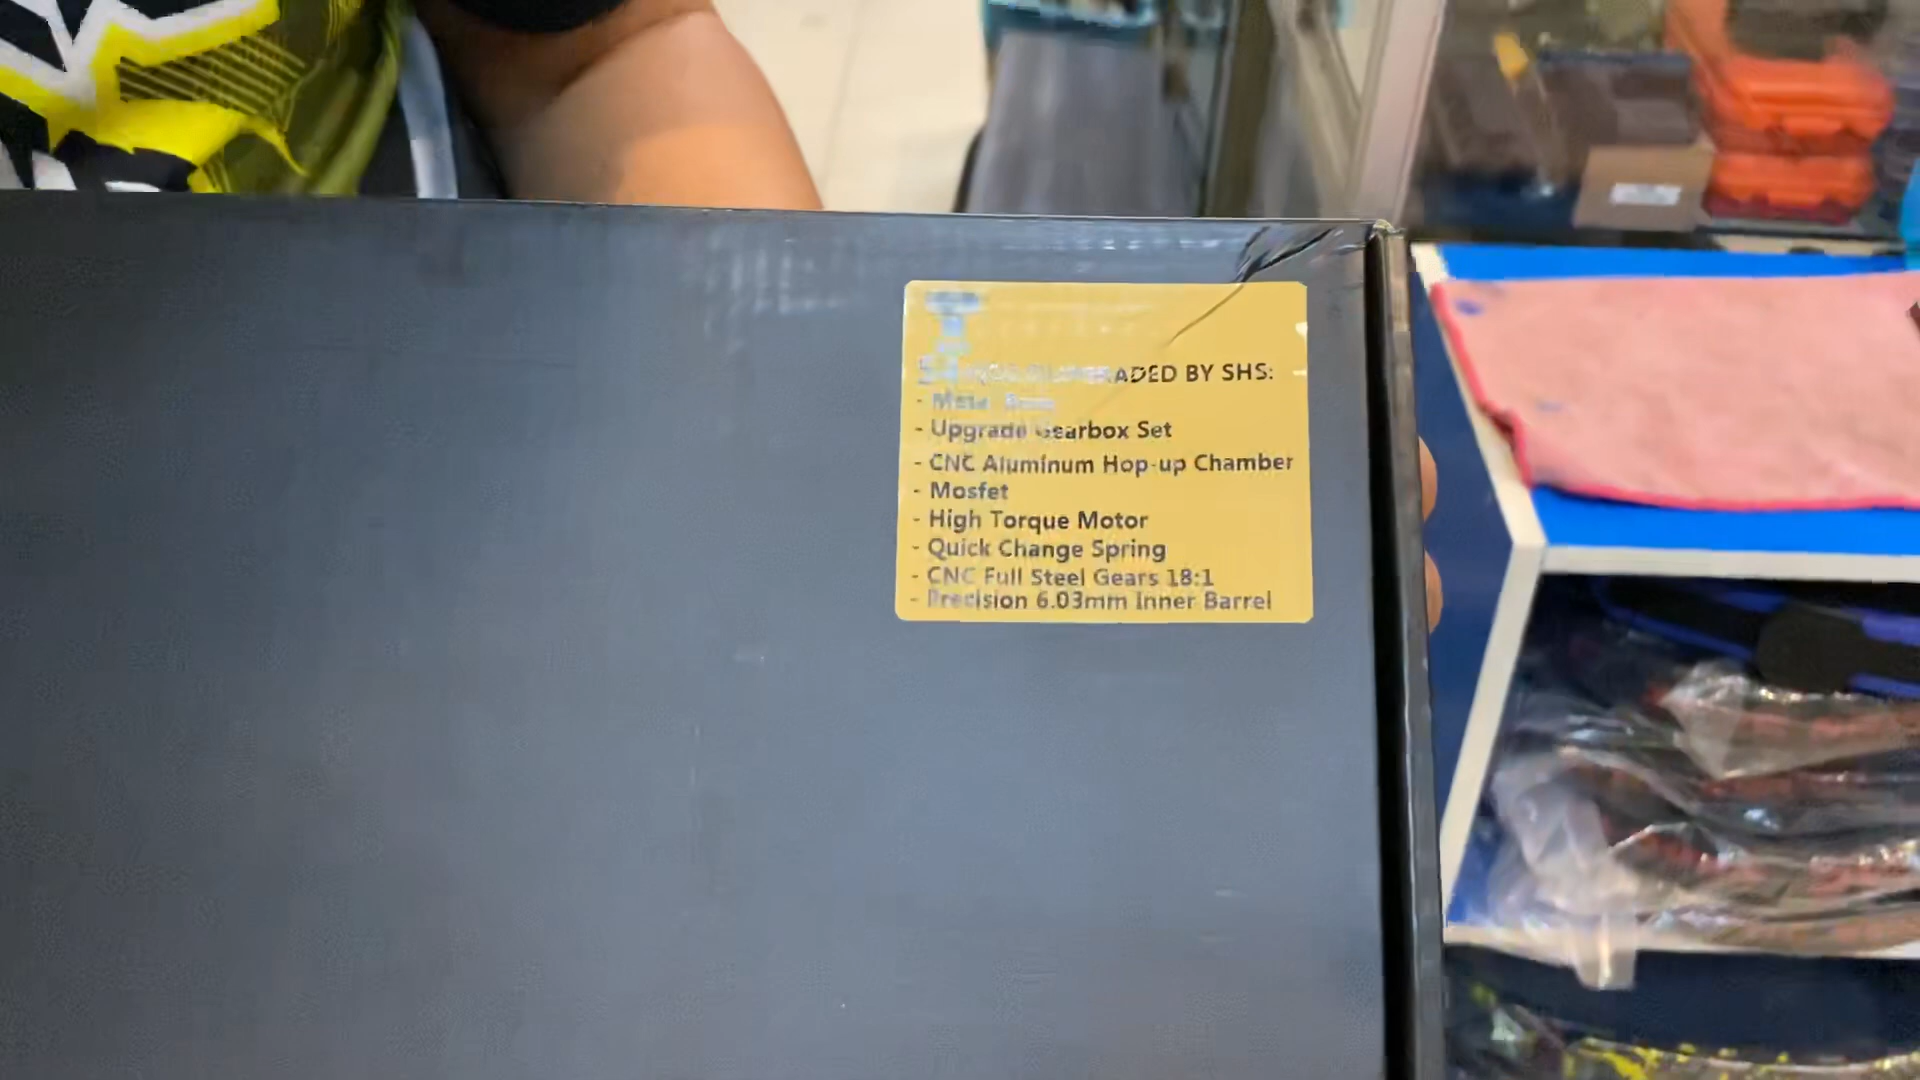 BY SHS:
- Upgrade Gearbox Set
- CNC Aluminum Hop-up Chamber
- Mosfet
- High Torque Motor
- Quick Change Spring
- CNC Full Steel Gears 18:1
- Precision 6.03mm Inner Barrel